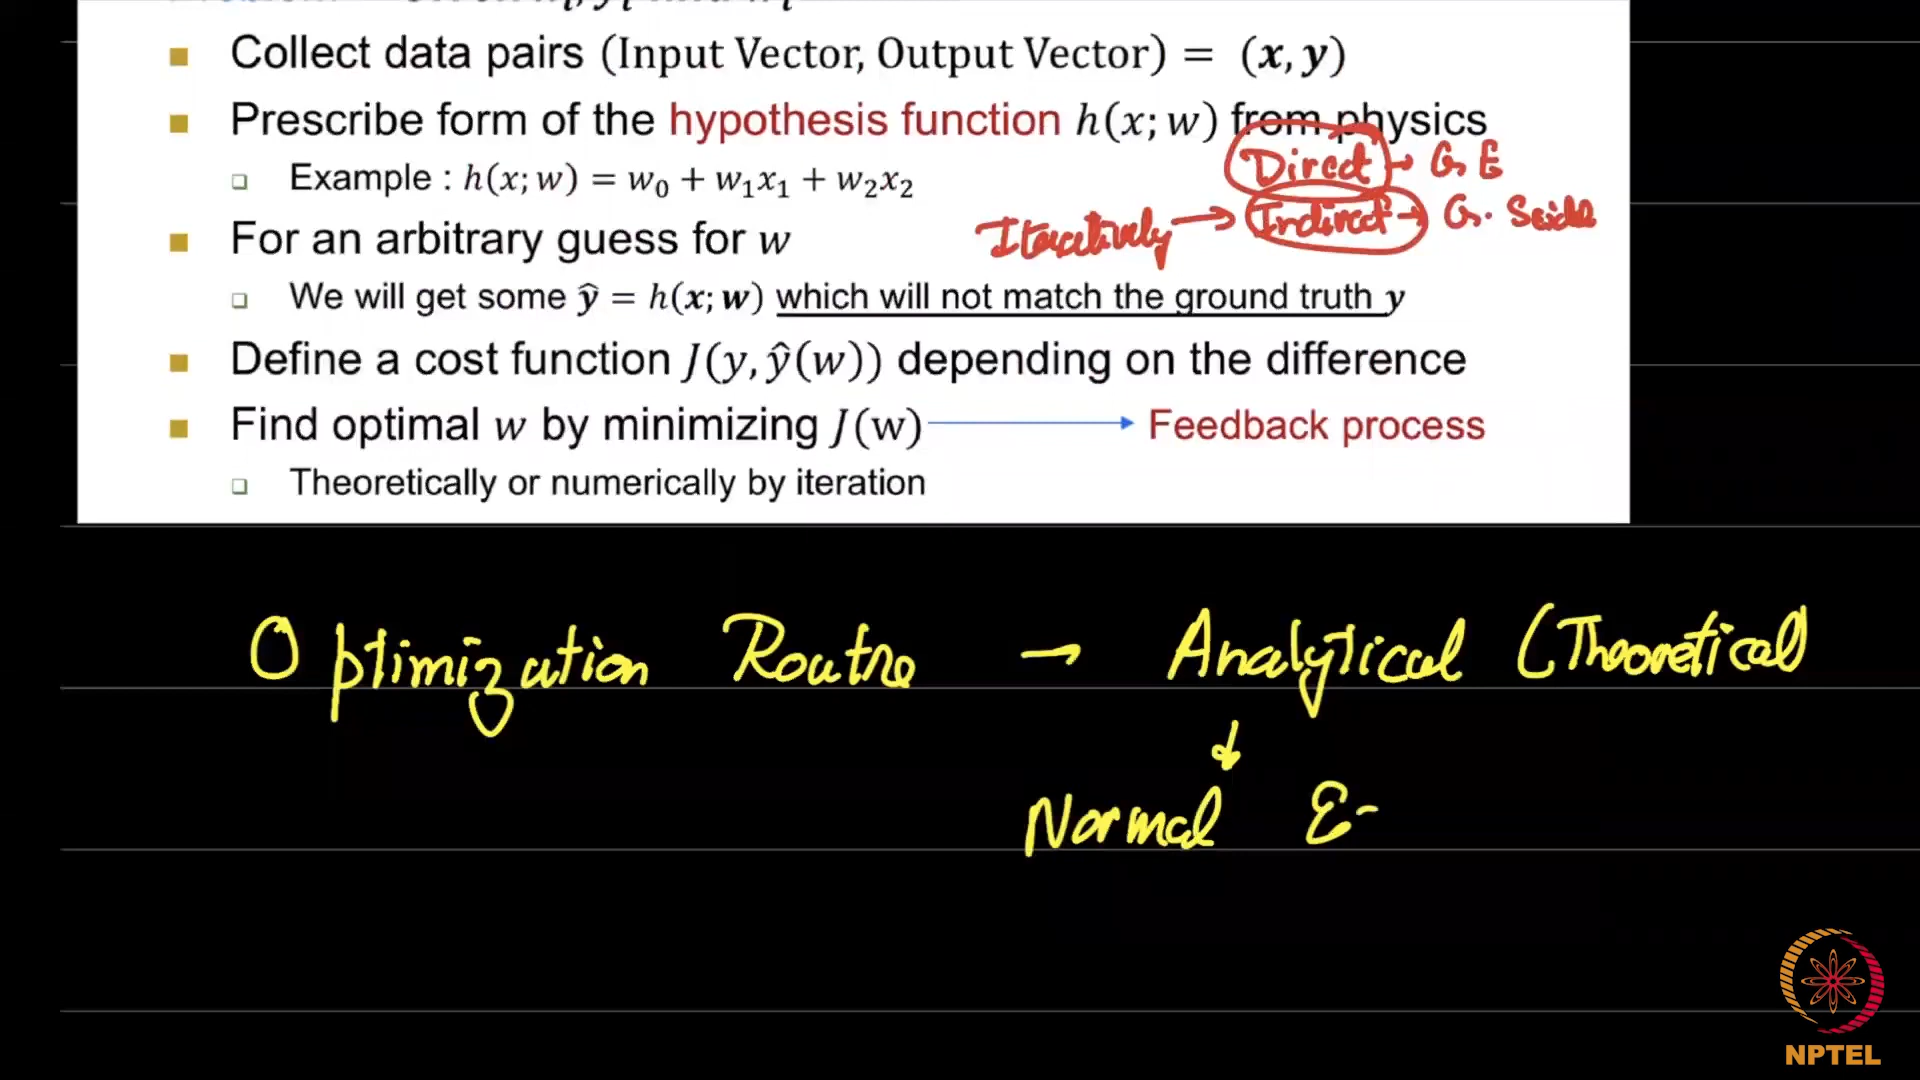 Collect data pairs (Input Vector, Output Vector) = (x, y)
Prescribe form of the hypothesis function h(x; w) from physics
Direct → G. E
Example : h(x; w) = w₀ + w₁x₁ + w₂x₂
Iteratively → Indirect → G. Seidel
For an arbitrary guess for w
We will get some ŷ = h(x; w) which will not match the ground truth y
Define a cost function J(y, ŷ(w)) depending on the difference
Find optimal w by minimizing J(w) → Feedback process
Theoretically or numerically by iteration
Optimization Routne → Analytical (Theoretical)
↓
Normal E
NPTEL